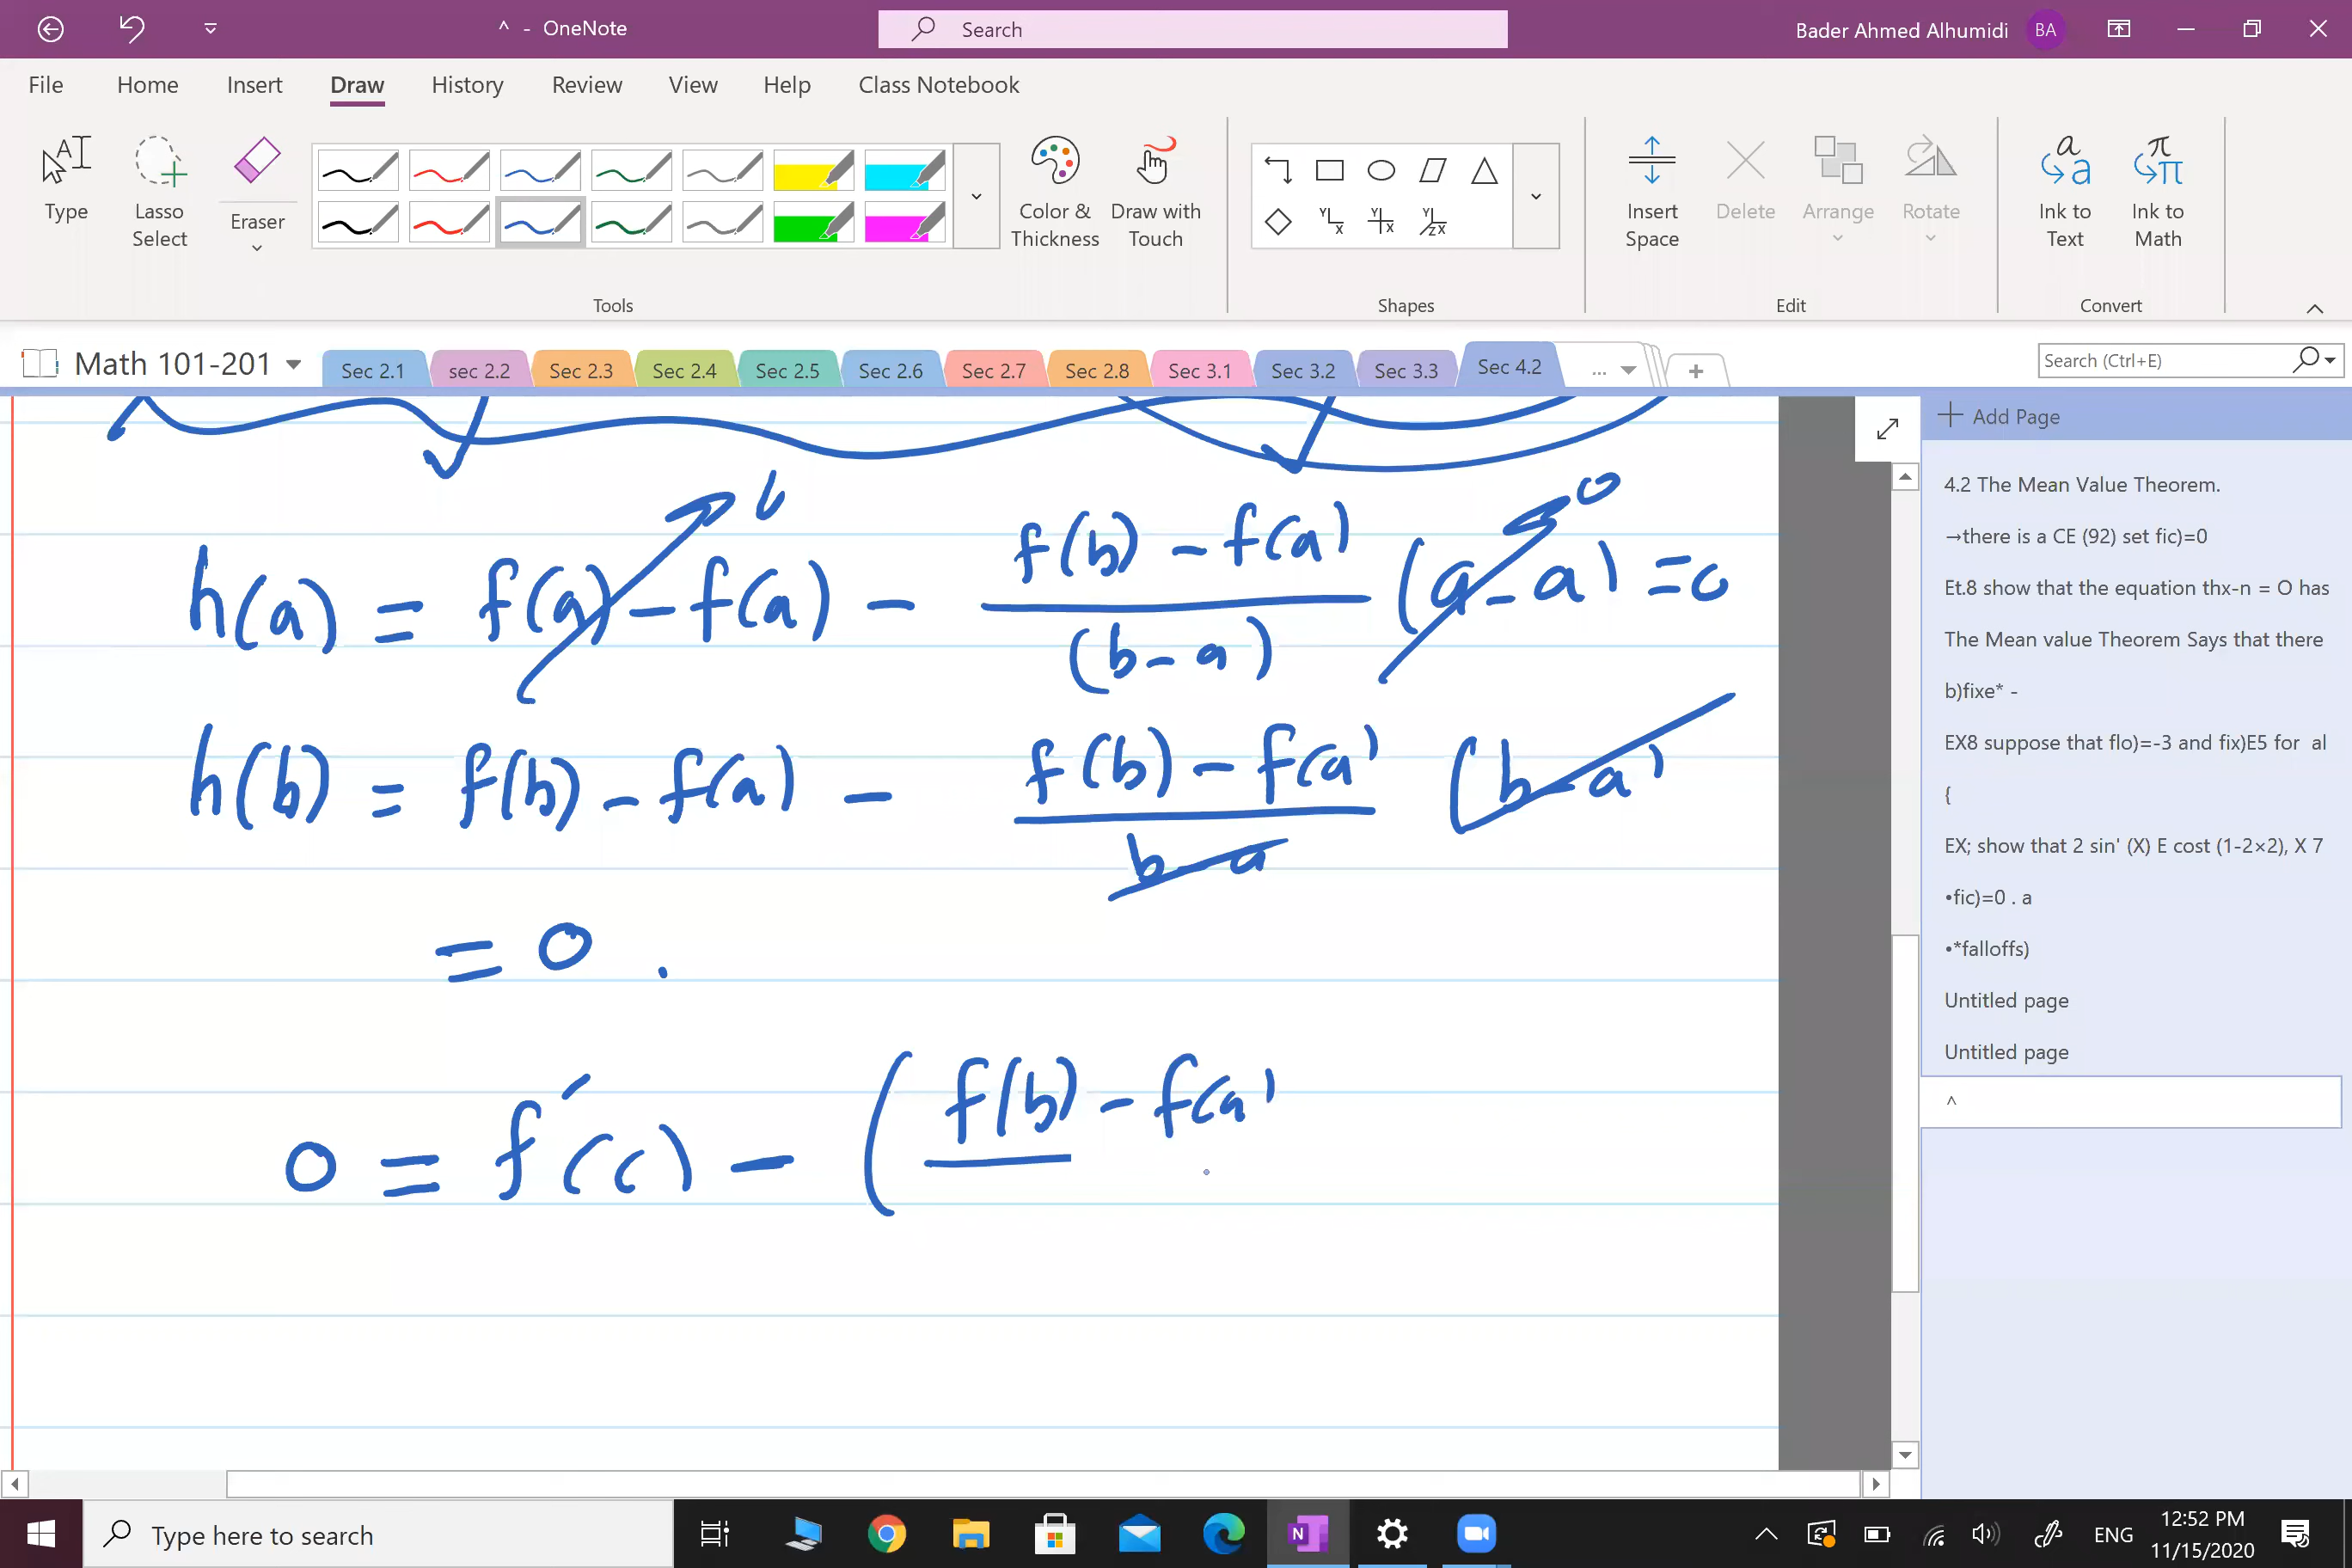 ^ - OneNote
Search
Bader Ahmed Alhumidi BA
File Home Insert Draw History Review View Help Class Notebook
Type
Lasso Select
Eraser
Color & Thickness
Draw with Touch
Insert Space
Delete
Arrange
Rotate
Ink to Text
Ink to Math
Tools Shapes Edit Convert
Math 101-201 Sec 2.1 sec 2.2 Sec 2.3 Sec 2.4 Sec 2.5 Sec 2.6 Sec 2.7 Sec 2.8 Sec 3.1 Sec 3.2 Sec 3.3 Sec 4.2 ... +
Search (Ctrl+E)
h(a) = f(a) - f(a) - f(b) - f(a) / (b - a) (a - a) = 0
h(b) = f(b) - f(a) - f(b) - f(a) / b - a (b - a)
= 0 .
0 = f'(c) - ( f(b) - f(a)
+ Add Page
4.2 The Mean Value Theorem.
→there is a CE (92) set fic)=0
Et.8 show that the equation thx-n = O has
The Mean value Theorem Says that there
b)fixe* -
EX8 suppose that flo)=-3 and fix)E5 for al
{
EX; show that 2 sin' (X) E cost (1-2×2), X 7
•fic)=0 . a
•*falloffs)
Untitled page
Untitled page
^
Type here to search
ENG
12:52 PM
11/15/2020